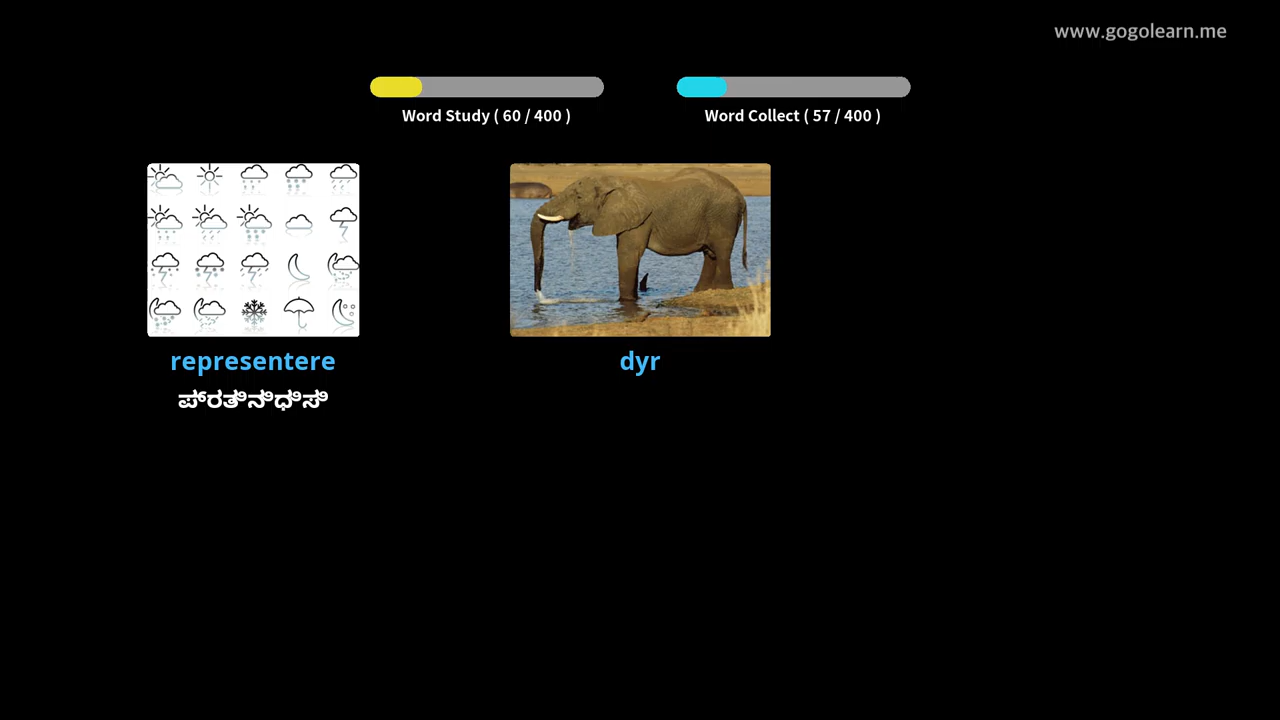 www.gogolearn.me
Word Study ( 60 / 400 )
Word Collect ( 57 / 400 )
representere
dyr
ಪ್ರತಿನಿಧಿಸಿ